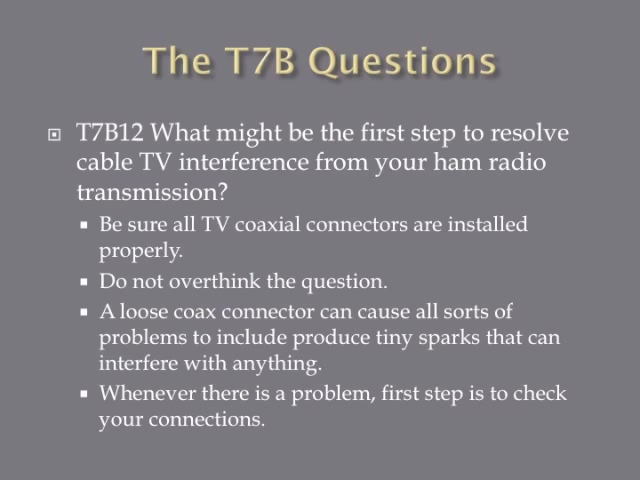 The T7B Questions
T7B12 What might be the first step to resolve
cable TV interference from your ham radio
transmission?
Be sure all TV coaxial connectors are installed
properly.
Do not overthink the question.
A loose coax connector can cause all sorts of
problems to include produce tiny sparks that can
interfere with anything.
Whenever there is a problem, first step is to check
your connections.